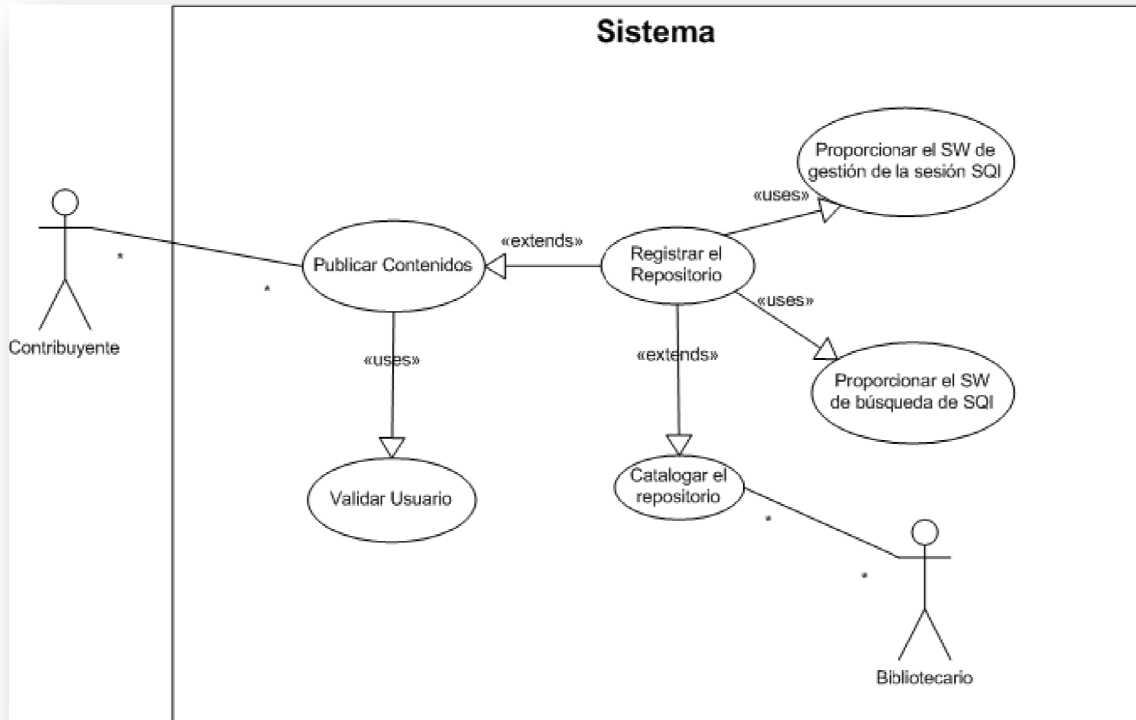 Sistema
Proporcionar el SW de
gestión de la sesión SQI
«uses»
«extends»
Publicar Contenidos
Registrar el
Repositorio
*
*
Contribuyente
«uses»
«uses»
«extends»
Proporcionar el SW
de búsqueda de SQI
Validar Usuario
Catalogar el
repositorio
*
*
Bibliotecario